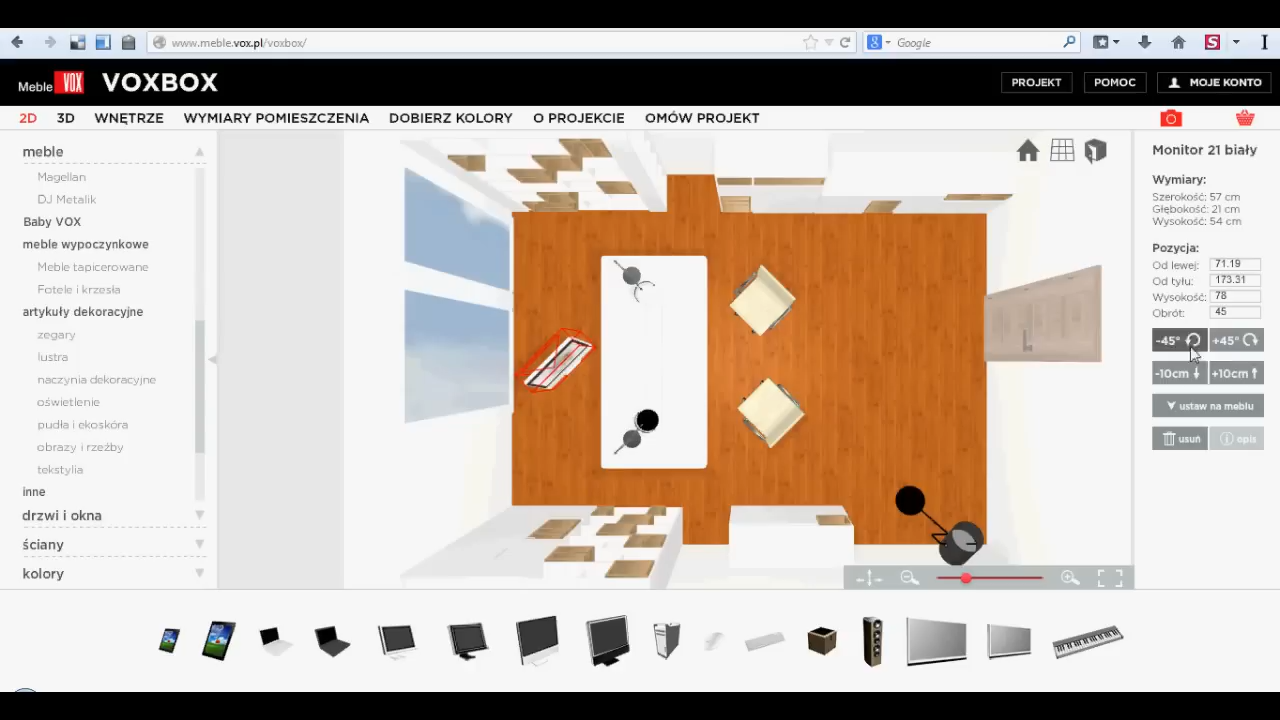 www.meble.vox.pl/voxbox/
Google
S
Meble VOX VOXBOX
PROJEKT
POMOC
MOJE KONTO
2D 3D WNĘTRZE WYMIARY POMIESZCZENIA DOBIERZ KOLORY O PROJEKCIE OMÓW PROJEKT
meble
Magellan
DJ Metalik
Baby VOX
meble wypoczynkowe
Meble tapicerowane
Fotele i krzesła
artykuły dekoracyjne
zegary
lustra
naczynia dekoracyjne
oświetlenie
pudła i ekoskóra
obrazy i rzeźby
tekstylia
inne
drzwi i okna
ściany
kolory
Monitor 21 biały
Wymiary:
Szerokość: 57 cm
Głębokość: 21 cm
Wysokość: 54 cm
Pozycja:
Od lewej: 71.19
Od tyłu: 173.31
Wysokość: 78
Obrót: 45
-45° +45°
-10cm +10cm
ustaw na meblu
usuń opis